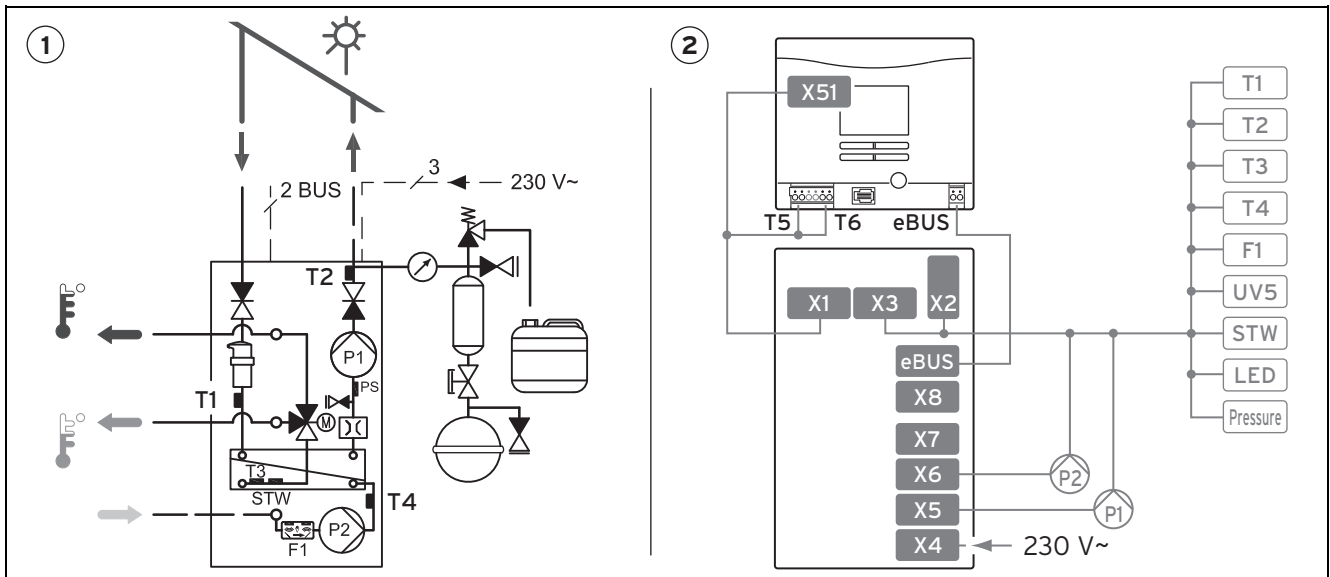 1
3
230 V~
2 BUS
T2
P1
PS
T1
M
T3
STW
T4
P2
F1
2
X51
T5
T6
eBUS
X1
X3
X2
eBUS
X8
X7
X6
X5
X4
P2
P1
230 V~
T1
T2
T3
T4
F1
UV5
STW
LED
Pressure